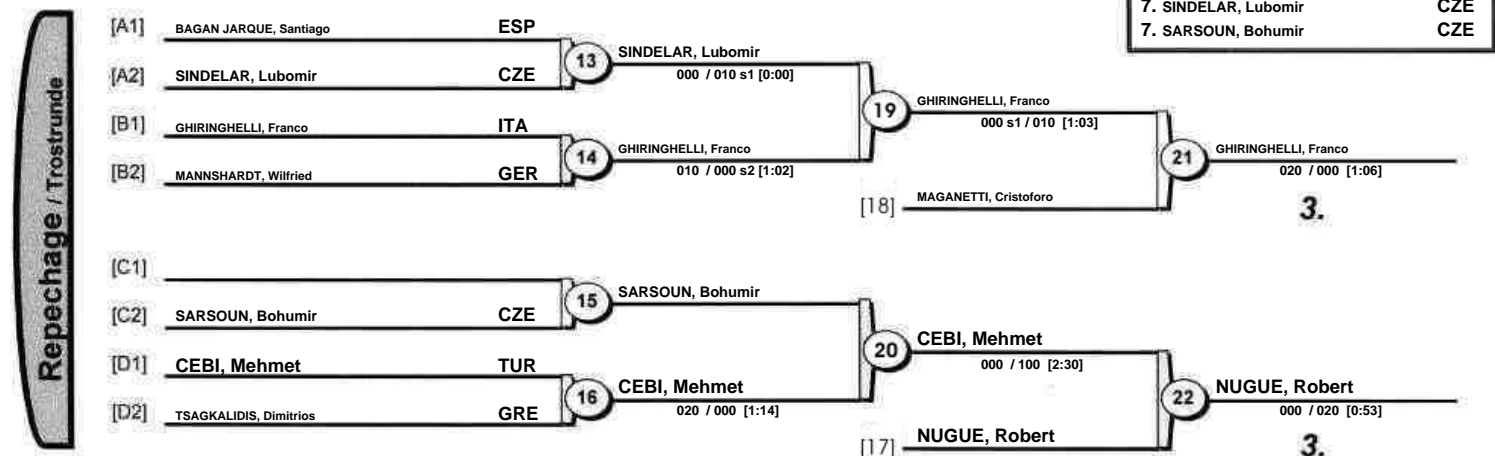 7. SINDELAR, Lubomir CZE
7. SARSOUN, Bohumir CZE
Repechage / Trostrunde
[A1] BAGAN JARQUE, Santiago ESP
13 SINDELAR, Lubomir
000 / 010 s1 [0:00]
[A2] SINDELAR, Lubomir CZE
19 GHIRINGHELLI, Franco
000 s1 / 010 [1:03]
[B1] GHIRINGHELLI, Franco ITA
14 GHIRINGHELLI, Franco
010 / 000 s2 [1:02]
[B2] MANNSHARDT, Wilfried GER
21 GHIRINGHELLI, Franco
020 / 000 [1:06]
[18] MAGANETTI, Cristoforo
3.
[C1]
15 SARSOUN, Bohumir
[C2] SARSOUN, Bohumir CZE
20 CEBI, Mehmet
000 / 100 [2:30]
[D1] CEBI, Mehmet TUR
16 CEBI, Mehmet
020 / 000 [1:14]
[D2] TSAGKALIDIS, Dimitrios GRE
22 NUGUE, Robert
000 / 020 [0:53]
[17] NUGUE, Robert
3.